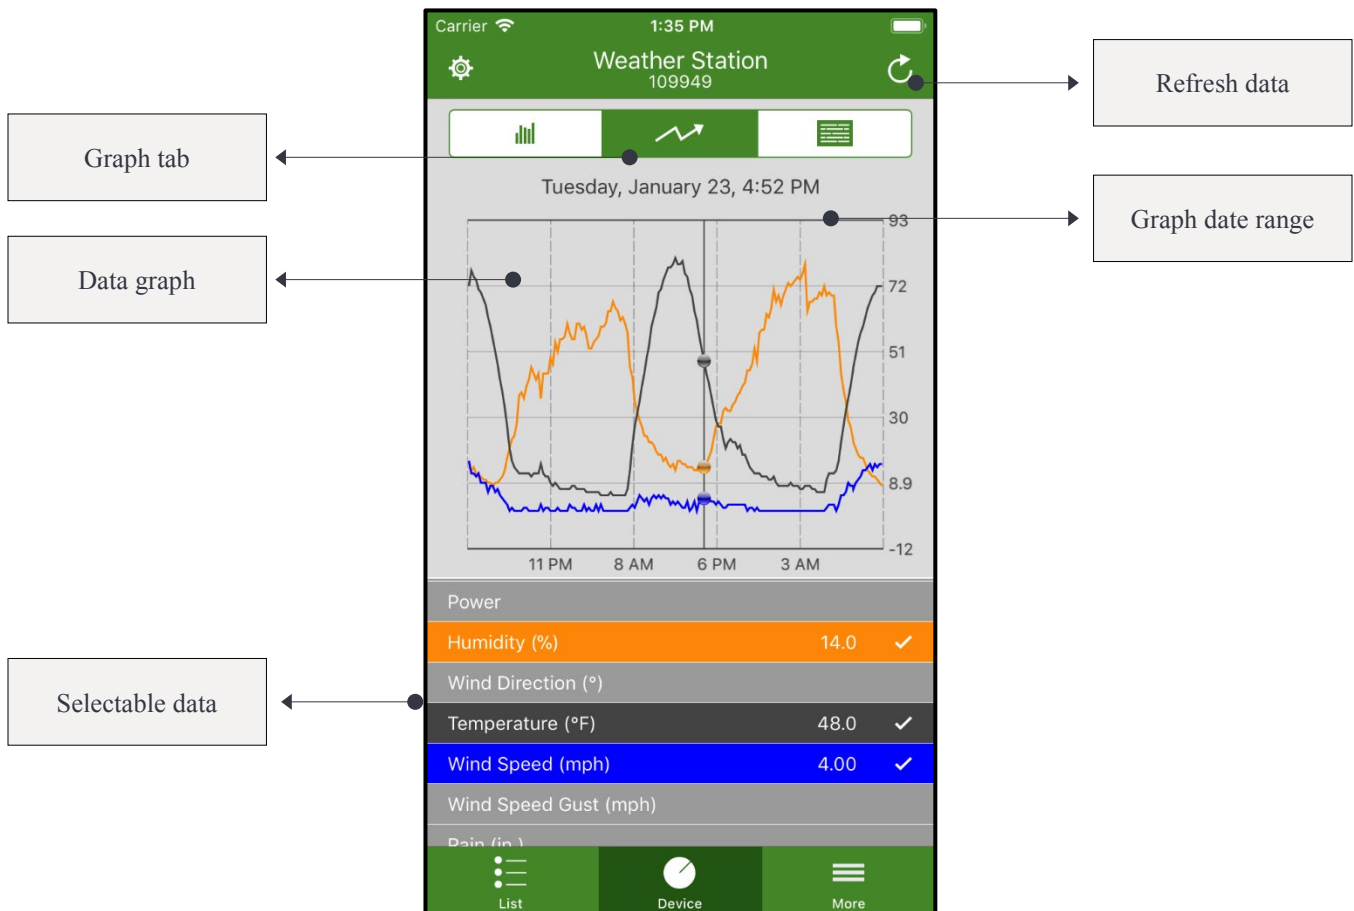 Carrier 1:35 PM
Weather Station
109949
Refresh data
Graph tab
Tuesday, January 23, 4:52 PM
Graph date range
93
Data graph
72
51
30
8.9
-12
11 PM 8 AM 6 PM 3 AM
Power
Humidity (%) 14.0
Wind Direction (°)
Selectable data
Temperature (°F) 48.0
Wind Speed (mph) 4.00
Wind Speed Gust (mph)
Rain (in.)
List Device More